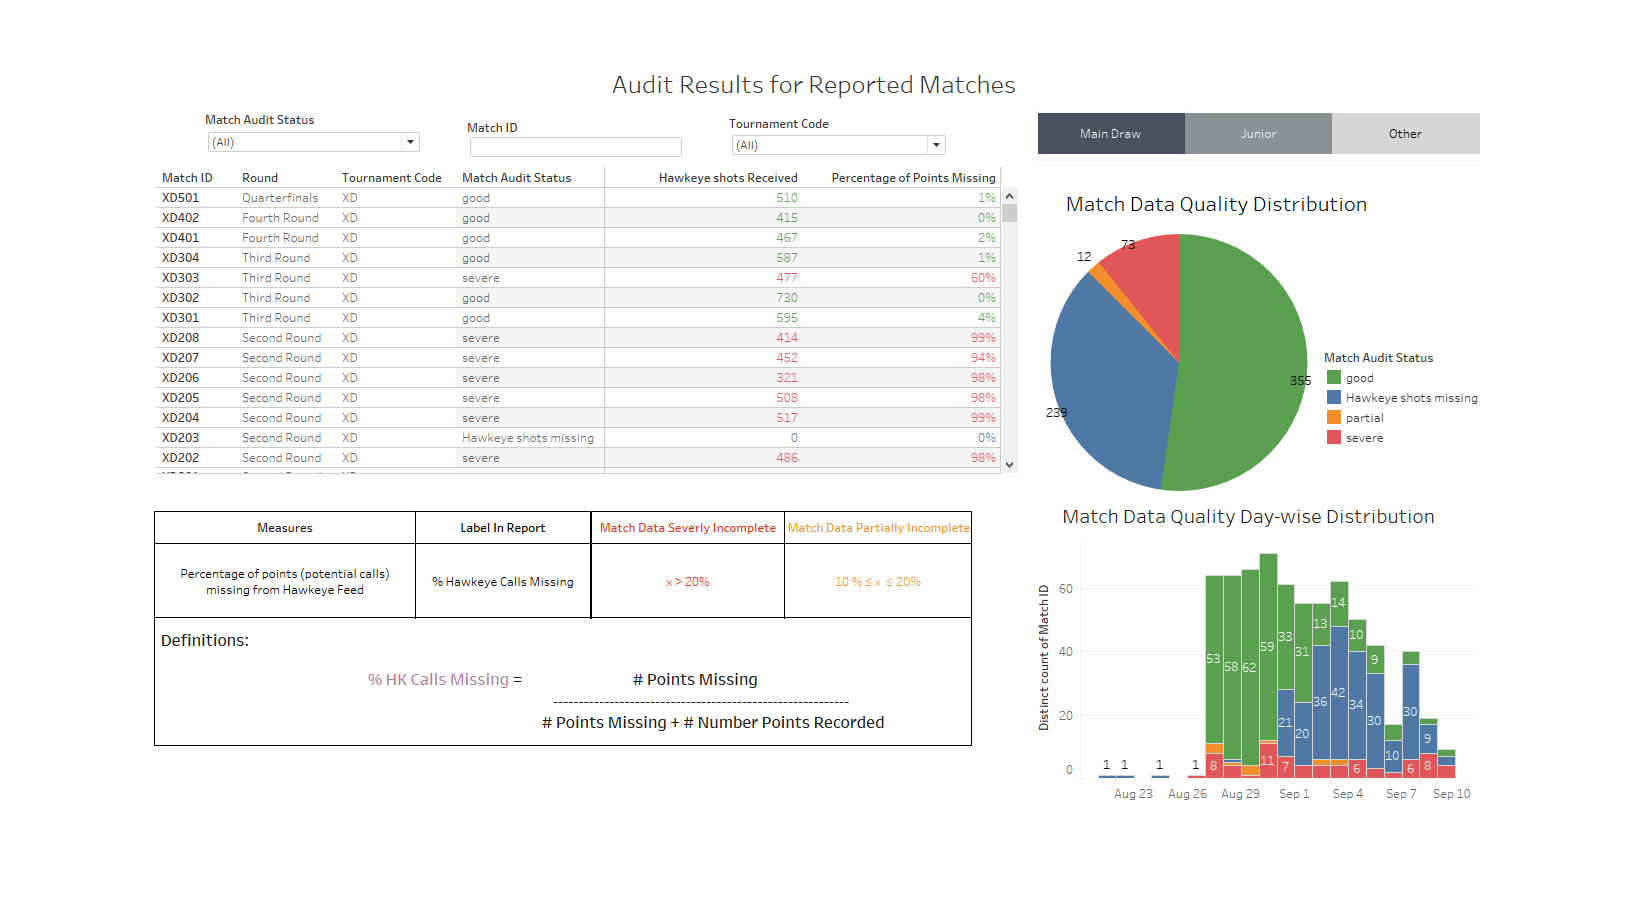 Audit Results for Reported Matches
Match Audit Status
(All)
Match ID
Tournament Code
(All)
Main Draw Junior Other
Match ID Round Tournament Code Match Audit Status Hawkeye shots Received Percentage of Points Missing
XD501 Quarterfinals XD good 510 1%
XD402 Fourth Round XD good 415 0%
XD401 Fourth Round XD good 467 2%
XD304 Third Round XD good 587 1%
XD303 Third Round XD severe 477 60%
XD302 Third Round XD good 730 0%
XD301 Third Round XD good 595 4%
XD208 Second Round XD severe 414 99%
XD207 Second Round XD severe 452 94%
XD206 Second Round XD severe 321 98%
XD205 Second Round XD severe 508 98%
XD204 Second Round XD severe 517 99%
XD203 Second Round XD Hawkeye shots missing 0 0%
XD202 Second Round XD severe 486 98%
Match Data Quality Distribution
73
12
355
239
Match Audit Status
good
Hawkeye shots missing
partial
severe
Measures Label In Report Match Data Severly Incomplete Match Data Partially Incomplete
Percentage of points (potential calls)
missing from Hawkeye Feed
% Hawkeye Calls Missing
x > 20%
10 % ≤ x ≤ 20%
Definitions:
% HK Calls Missing = # Points Missing
-----------------------------------------------------------
# Points Missing + # Number Points Recorded
Match Data Quality Day-wise Distribution
Distinct count of Match ID
60
40
20
0
1 1 1 1
53 8
58
62
59 11
33 21 7
31 20
13 36
14 42
10 34 6
9 30
10
30 6
9 8
Aug 23 Aug 26 Aug 29 Sep 1 Sep 4 Sep 7 Sep 10